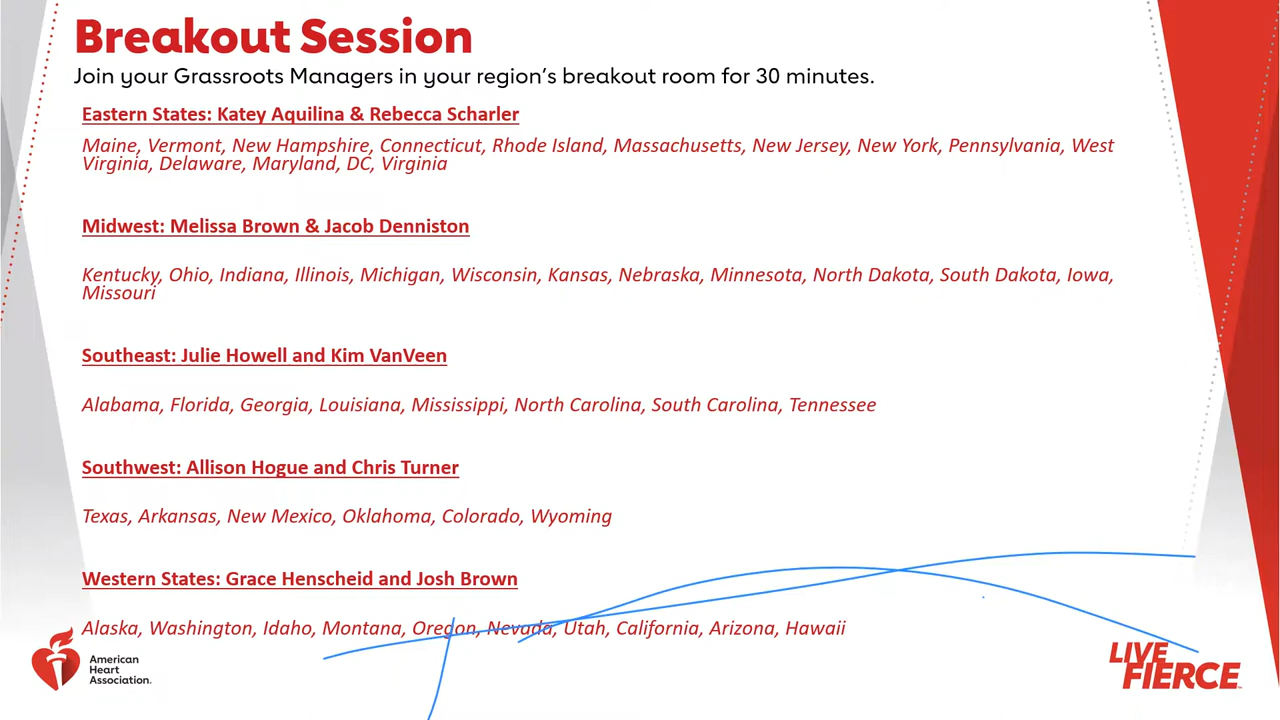 Breakout Session
Join your Grassroots Managers in your region's breakout room for 30 minutes.
Eastern States: Katey Aquilina & Rebecca Scharler
Maine, Vermont, New Hampshire, Connecticut, Rhode Island, Massachusetts, New Jersey, New York, Pennsylvania, West
Virginia, Delaware, Maryland, DC, Virginia
Midwest: Melissa Brown & Jacob Denniston
Kentucky, Ohio, Indiana, Illinois, Michigan, Wisconsin, Kansas, Nebraska, Minnesota, North Dakota, South Dakota, Iowa,
Missouri
Southeast: Julie Howell and Kim VanVeen
Alabama, Florida, Georgia, Louisiana, Mississippi, North Carolina, South Carolina, Tennessee
Southwest: Allison Hogue and Chris Turner
Texas, Arkansas, New Mexico, Oklahoma, Colorado, Wyoming
Western States: Grace Henscheid and Josh Brown
Alaska, Washington, Idaho, Montana, Oregon, Nevada, Utah, California, Arizona, Hawaii
American
Heart
Association.
LIVE
FIERCE